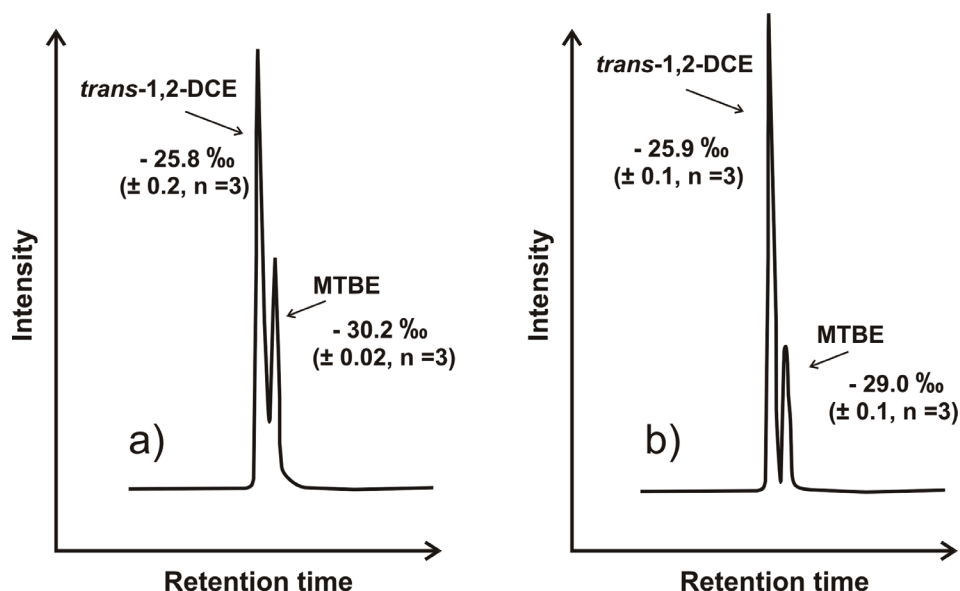 trans-1,2-DCE
- 25.8 ‰
(± 0.2, n =3)
MTBE
- 30.2 ‰
(± 0.02, n =3)
a)
Intensity
Retention time
trans-1,2-DCE
- 25.9 ‰
(± 0.1, n =3)
MTBE
- 29.0 ‰
(± 0.1, n =3)
b)
Intensity
Retention time